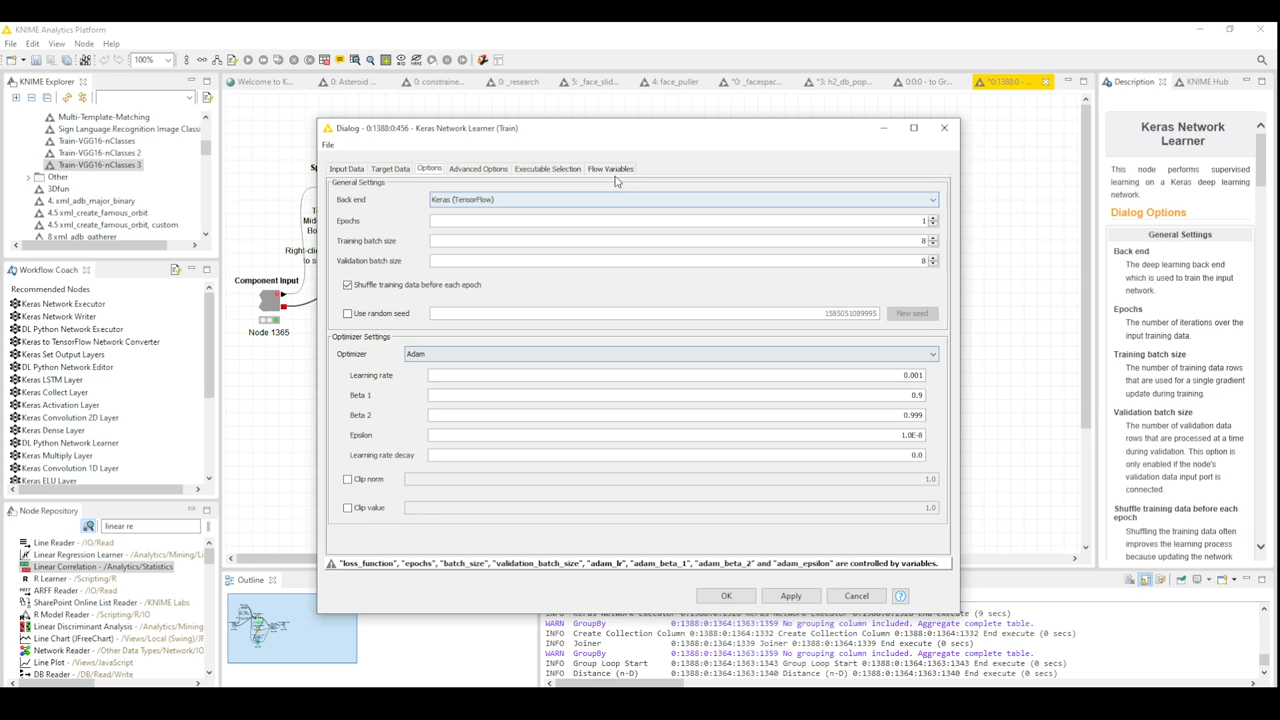 KNIME Analytics Platform
File Edit View Node Help
100%
KNIME Explorer
Multi-Template-Matching
Sign Language Recognition Image Classi
Train-VGG16-nClasses
Train-VGG16-nClasses 2
Train-VGG16-nClasses 3
Other
3Dfun
4. xml_adb_major_binary
4.5 xml_create_famous_orbit
4.5 xml_create_famous_orbit, custom
8 xml_adb_gatherer
Workflow Coach
Recommended Nodes
Keras Network Executor
Keras Network Writer
DL Python Network Executor
Keras to TensorFlow Network Converter
Keras Set Output Layers
DL Python Network Editor
Keras LSTM Layer
Keras Collect Layer
Keras Activation Layer
Keras Convolution 2D Layer
Keras Dense Layer
DL Python Network Learner
Keras Multiply Layer
Keras Convolution 1D Layer
Keras ELU Layer
Node Repository
linear re
Line Reader - /IO/Read
Linear Regression Learner - /Analytics/Mining/Li
Linear Correlation - /Analytics/Statistics
R Learner - /Scripting/R
ARFF Reader - /IO/Read
SharePoint Online List Reader - /KNIME Labs
R Model Reader - /Scripting/R/IO
Linear Discriminant Analysis - /Analytics/Mining
Line Chart (JFreeChart) - /Views/Local (Swing)/JF
Network Reader - /Other Data Types/Network/IO
Line Plot - /Views/JavaScript
DB Reader - /DB/Read/Write
Welcome to K...
0: Asteroid ...
0: constraine...
0: _research
5: _face_slid...
4: face_puller
*0: _facespac...
*3: h2_db_pop...
0:0:0 - to Gr...
*0:1388:0 - ...
Component Input
Node 1365
Dialog - 0:1388:0:456 - Keras Network Learner (Train)
File
Input Data Target Data Options Advanced Options Executable Selection Flow Variables
General Settings
Back end Keras (TensorFlow)
Epochs 1
Training batch size 8
Validation batch size 8
Shuffle training data before each epoch
Use random seed 1585051089995 New seed
Optimizer Settings
Optimizer Adam
Learning rate 0.001
Beta 1 0.9
Beta 2 0.999
Epsilon 1.0E-8
Learning rate decay 0.0
Clip norm 1.0
Clip value 1.0
"loss_function", "epochs", "batch_size", "validation_batch_size", "adam_lr", "adam_beta_1", "adam_beta_2" and "adam_epsilon" are controlled by variables.
OK Apply Cancel
Outline
WARN GroupBy 0:1388:0:1364:1363:1359 No grouping column included. Aggregate complete table.
INFO Create Collection Column 0:1388:0:1364:1332 Create Collection Column End execute (0 secs)
INFO Joiner 0:1388:0:1364:1339 Joiner 0:1388:0:1364:1339 End execute (0 secs)
WARN GroupBy 0:1388:0:1364:1363:1359 No grouping column included. Aggregate complete table.
INFO Group Loop Start 0:1388:0:1364:1363:1343 Group Loop Start 0:1388:0:1364:1363:1343 End execute (0 secs)
INFO Distance (n-D) 0:1388:0:1364:1363:1340 Distance (n-D) 0:1388:0:1364:1363:1340 End execute (0 secs)
Description
KNIME Hub
Keras Network
Learner
This node performs supervised
learning on a Keras deep learning
network.
Dialog Options
General Settings
Back end
The deep learning back end
which is used to train the input
network.
Epochs
The number of iterations over the
input training data.
Training batch size
The number of training data rows
that are used for a single gradient
update during training.
Validation batch size
The number of validation data
rows that are processed at a time
during validation. This option is
only enabled if the node's
validation data input port is
connected.
Shuffle training data before each
epoch
Shuffling the training data often
improves the learning process
because updating the network